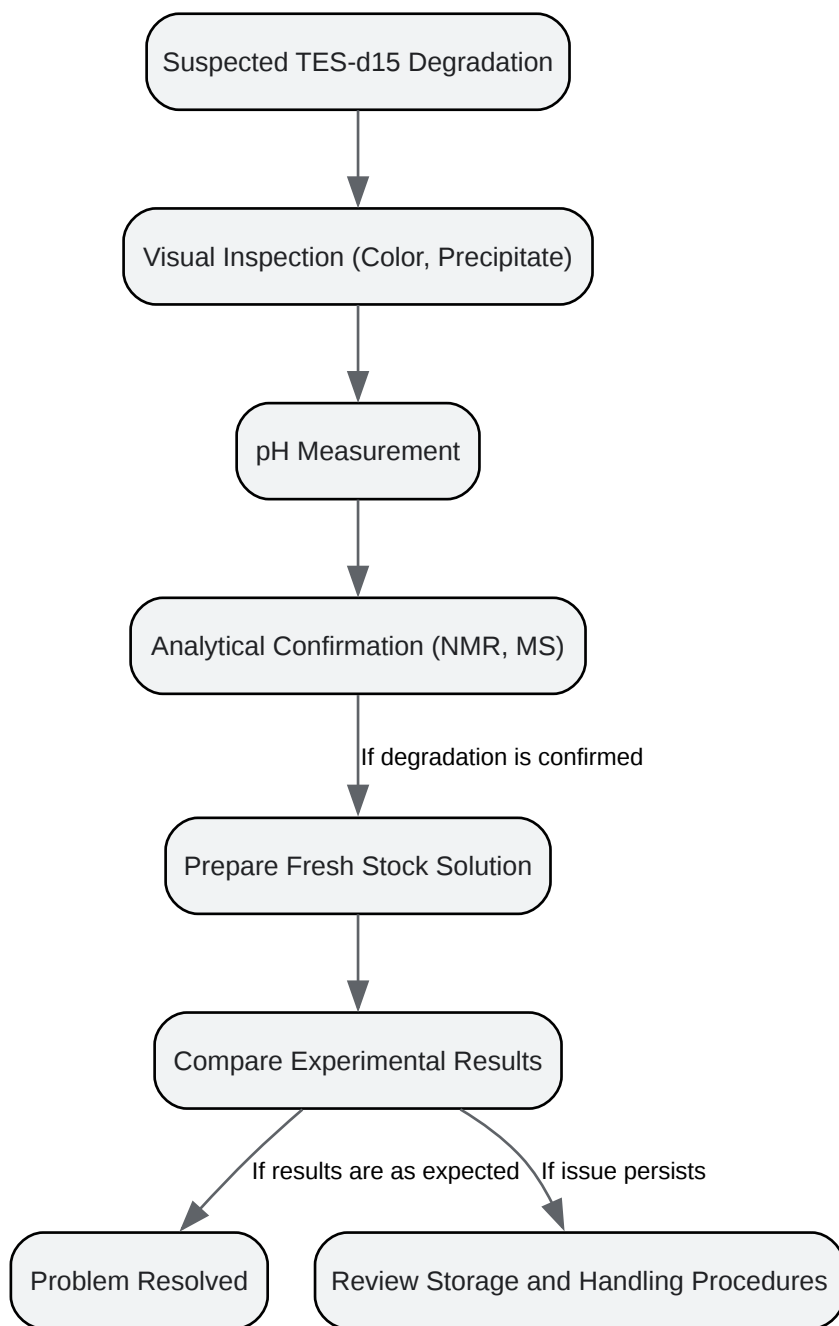 Suspected TES-d15 Degradation
Visual Inspection (Color, Precipitate)
pH Measurement
Analytical Confirmation (NMR, MS)
If degradation is confirmed
Prepare Fresh Stock Solution
Compare Experimental Results
If results are as expected
If issue persists
Problem Resolved
Review Storage and Handling Procedures